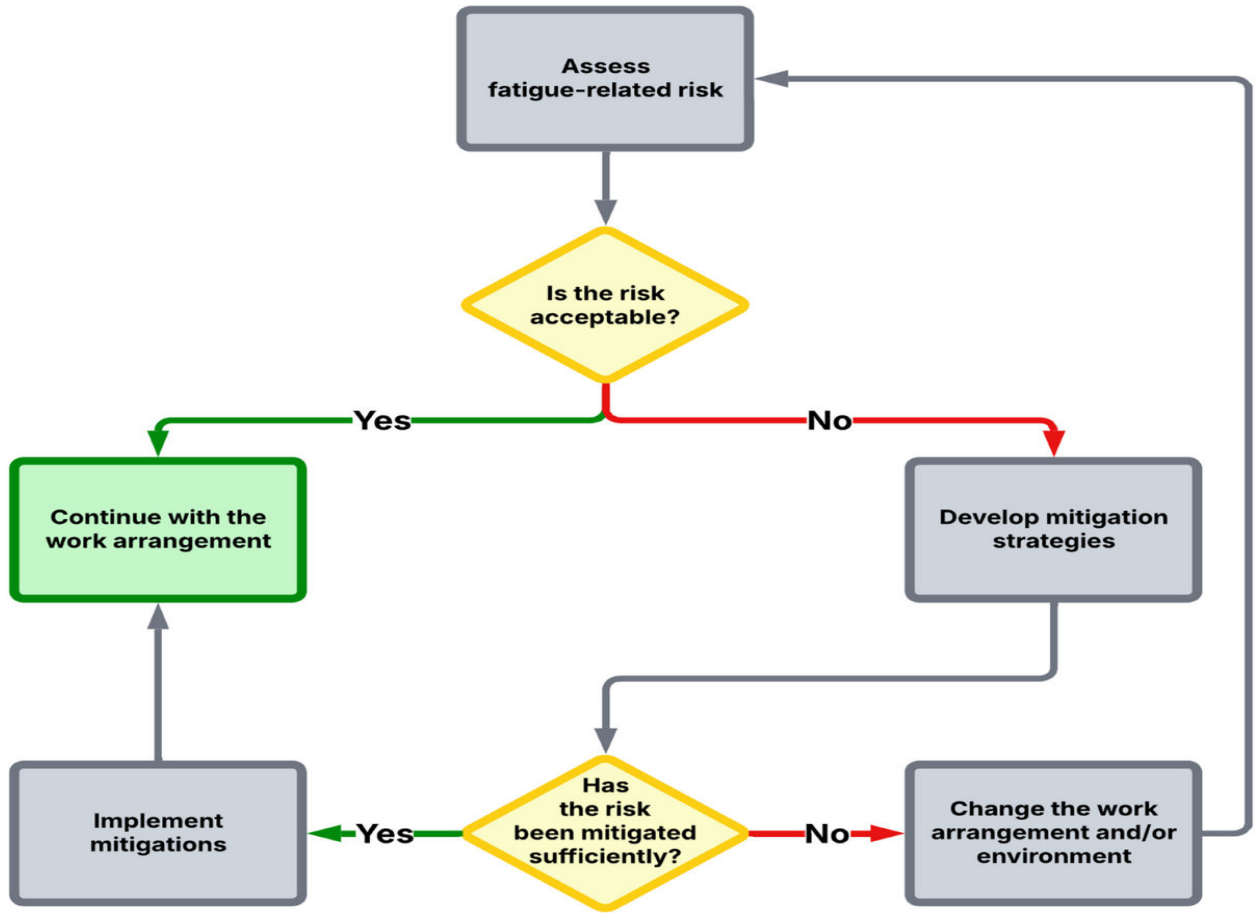 Assess
fatigue-related risk
Is the risk
acceptable?
Yes
No
Continue with the
work arrangement
Develop mitigation
strategies
Implement
mitigations
Yes
Has
the risk
been mitigated
sufficiently?
No
Change the work
arrangement and/or
environment